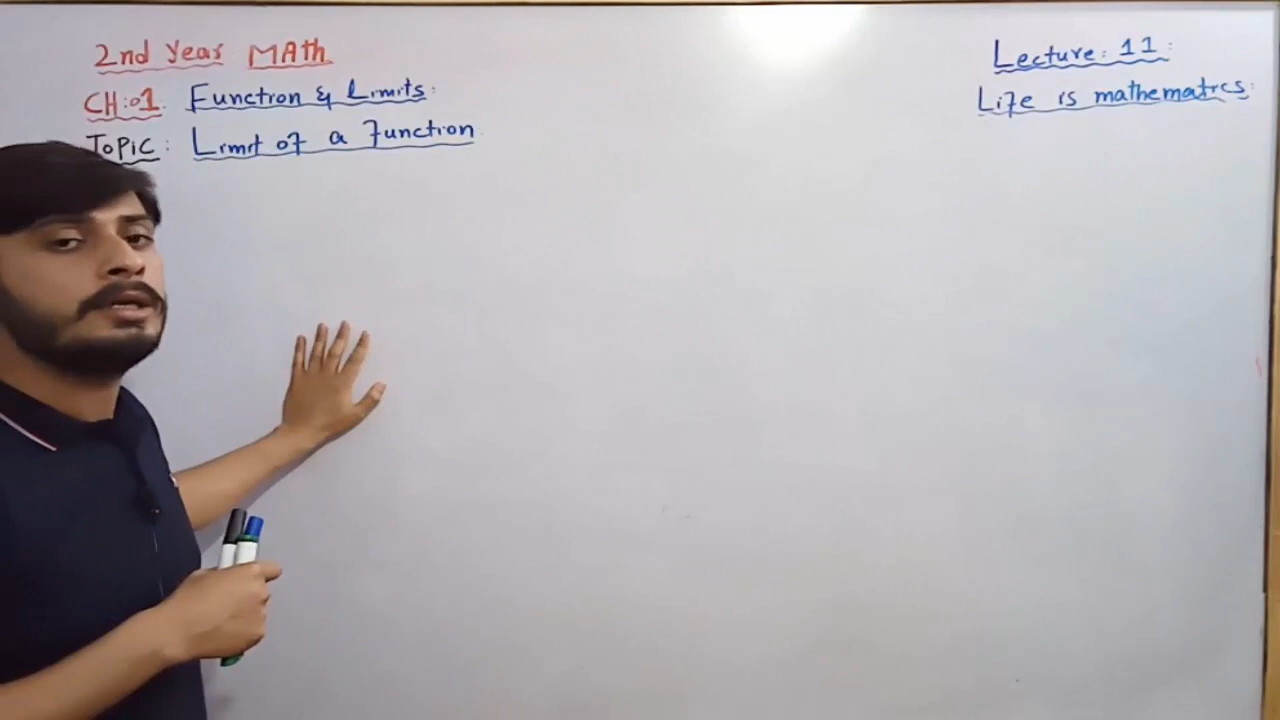 2nd Year MATH
CH:01. Function & Limits:
Topic: Limit of a Function
Lecture: 11:
Life is mathematics: